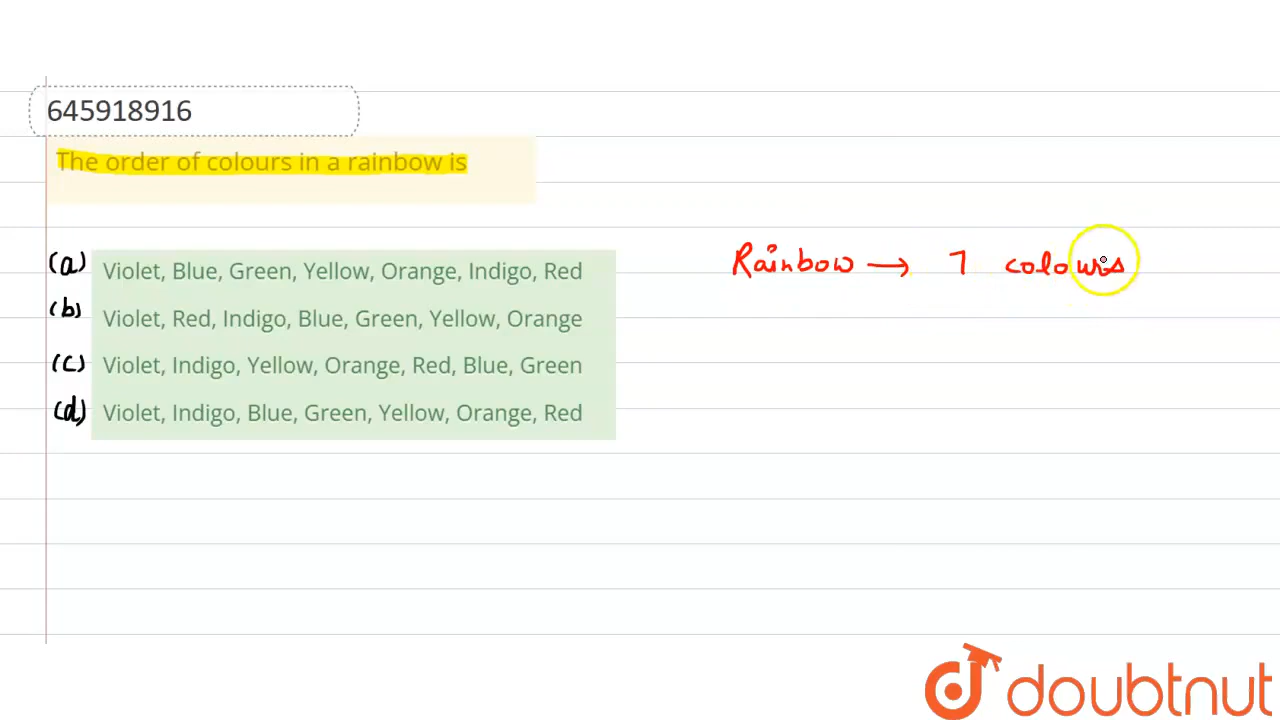 645918916
The order of colours in a rainbow is
(a) Violet, Blue, Green, Yellow, Orange, Indigo, Red
(b) Violet, Red, Indigo, Blue, Green, Yellow, Orange
(c) Violet, Indigo, Yellow, Orange, Red, Blue, Green
(d) Violet, Indigo, Blue, Green, Yellow, Orange, Red
Rainbow → 7 colours
doubtnut